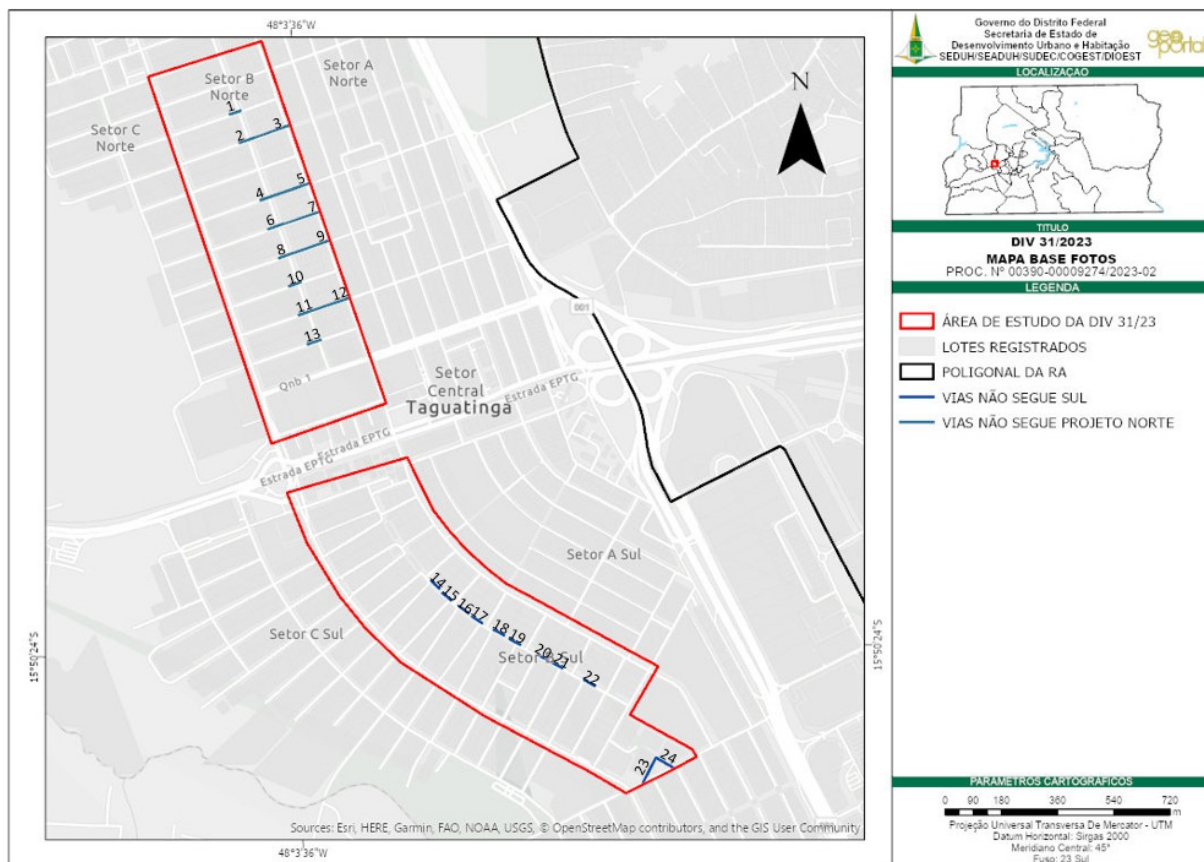 48°3'36"W
Setor B
Norte
Setor A
Norte
Setor C
Norte
1
2
3
4
5
6
7
8
9
10
11
12
13
N
001
Qnb 1
Setor
Central
Taguatinga
Estrada EPTG
Estrada EPTG
Estrada EPTG
Setor A Sul
Setor C Sul
14
15
16
17
18
19
20
21
22
23
24
15°50'24"S
15°50'24"S
Sources: Esri, HERE, Garmin, FAO, NOAA, USGS, © OpenStreetMap contributors, and the GIS User Community
48°3'36"W
Governo do Distrito Federal
Secretaria de Estado de
Desenvolvimento Urbano e Habitação
SEDUH/SEADUH/SUDEC/COGEST/DIOEST
geo
portal
LOCALIZAÇÃO
TITULO
DIV 31/2023
MAPA BASE FOTOS
PROC. Nº 00390-00009274/2023-02
LEGENDA
ÁREA DE ESTUDO DA DIV 31/23
LOTES REGISTRADOS
POLIGONAL DA RA
VIAS NÃO SEGUE SUL
VIAS NÃO SEGUE PROJETO NORTE
PARAMETROS CARTOGRAFICOS
0 90 180 360 540 720
m
Projeção Universal Transversa De Mercator - UTM
Datum Horizontal: Sirgas 2000
Meridiano Central: 45°
Fuso: 23 Sul